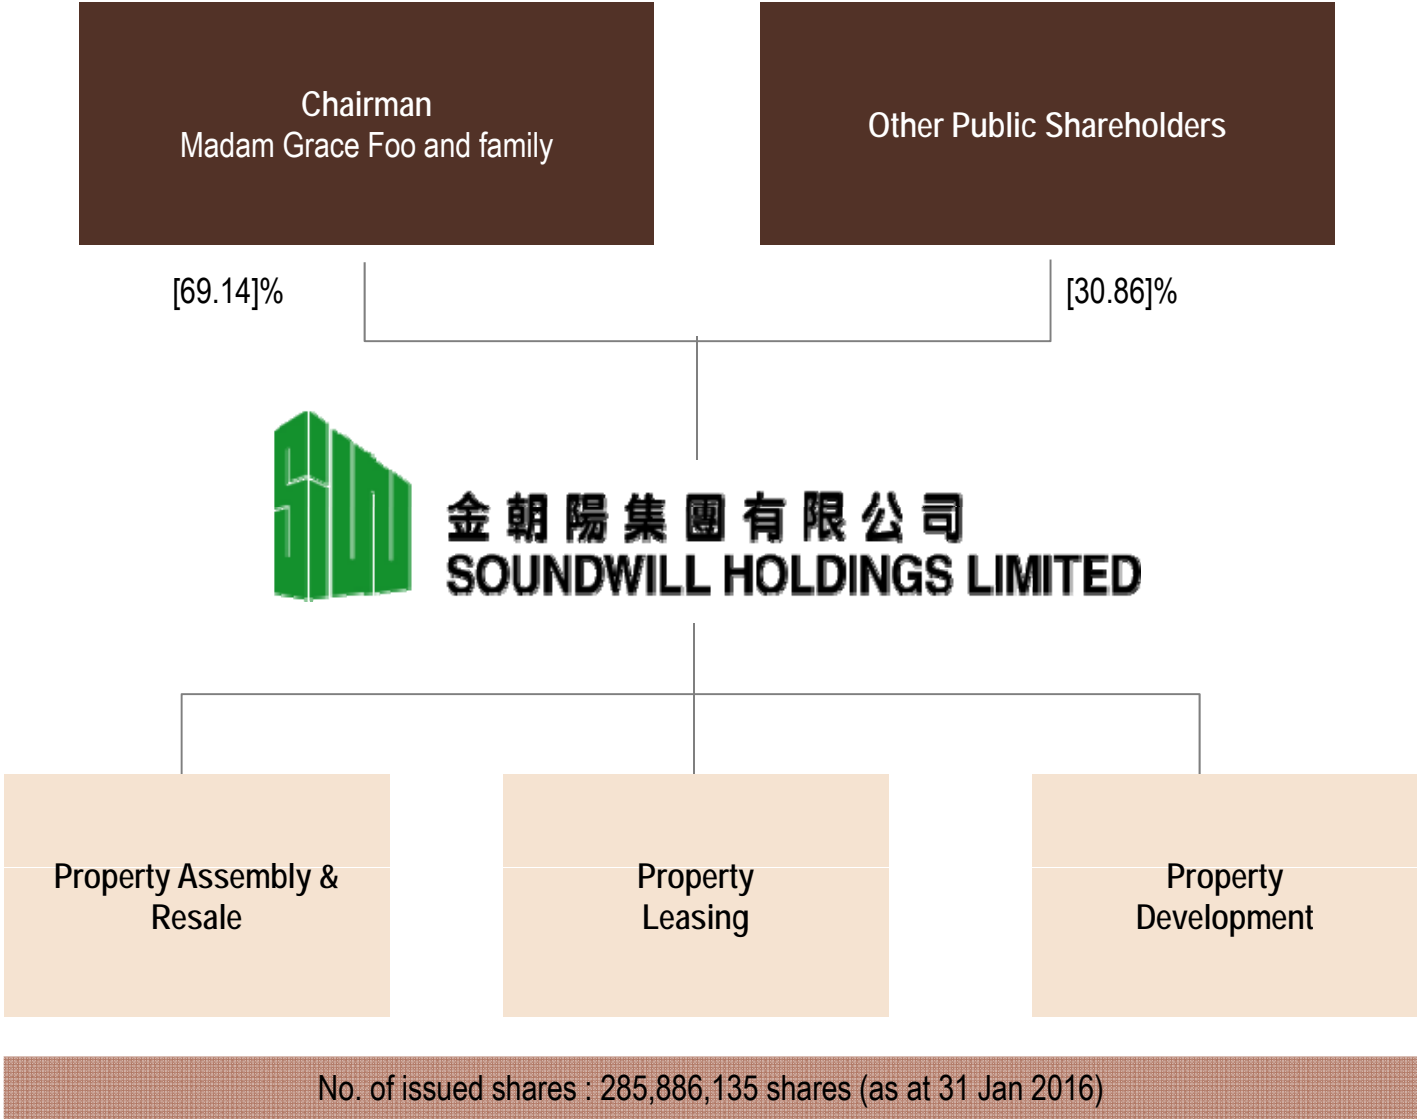 Chairman
Madam Grace Foo and family
Other Public Shareholders
[69.14]%
[30.86]%
金朝陽集團有限公司
SOUNDWILL HOLDINGS LIMITED
Property Assembly &
Resale
Property
Leasing
Property
Development
No. of issued shares : 285,886,135 shares (as at 31 Jan 2016)